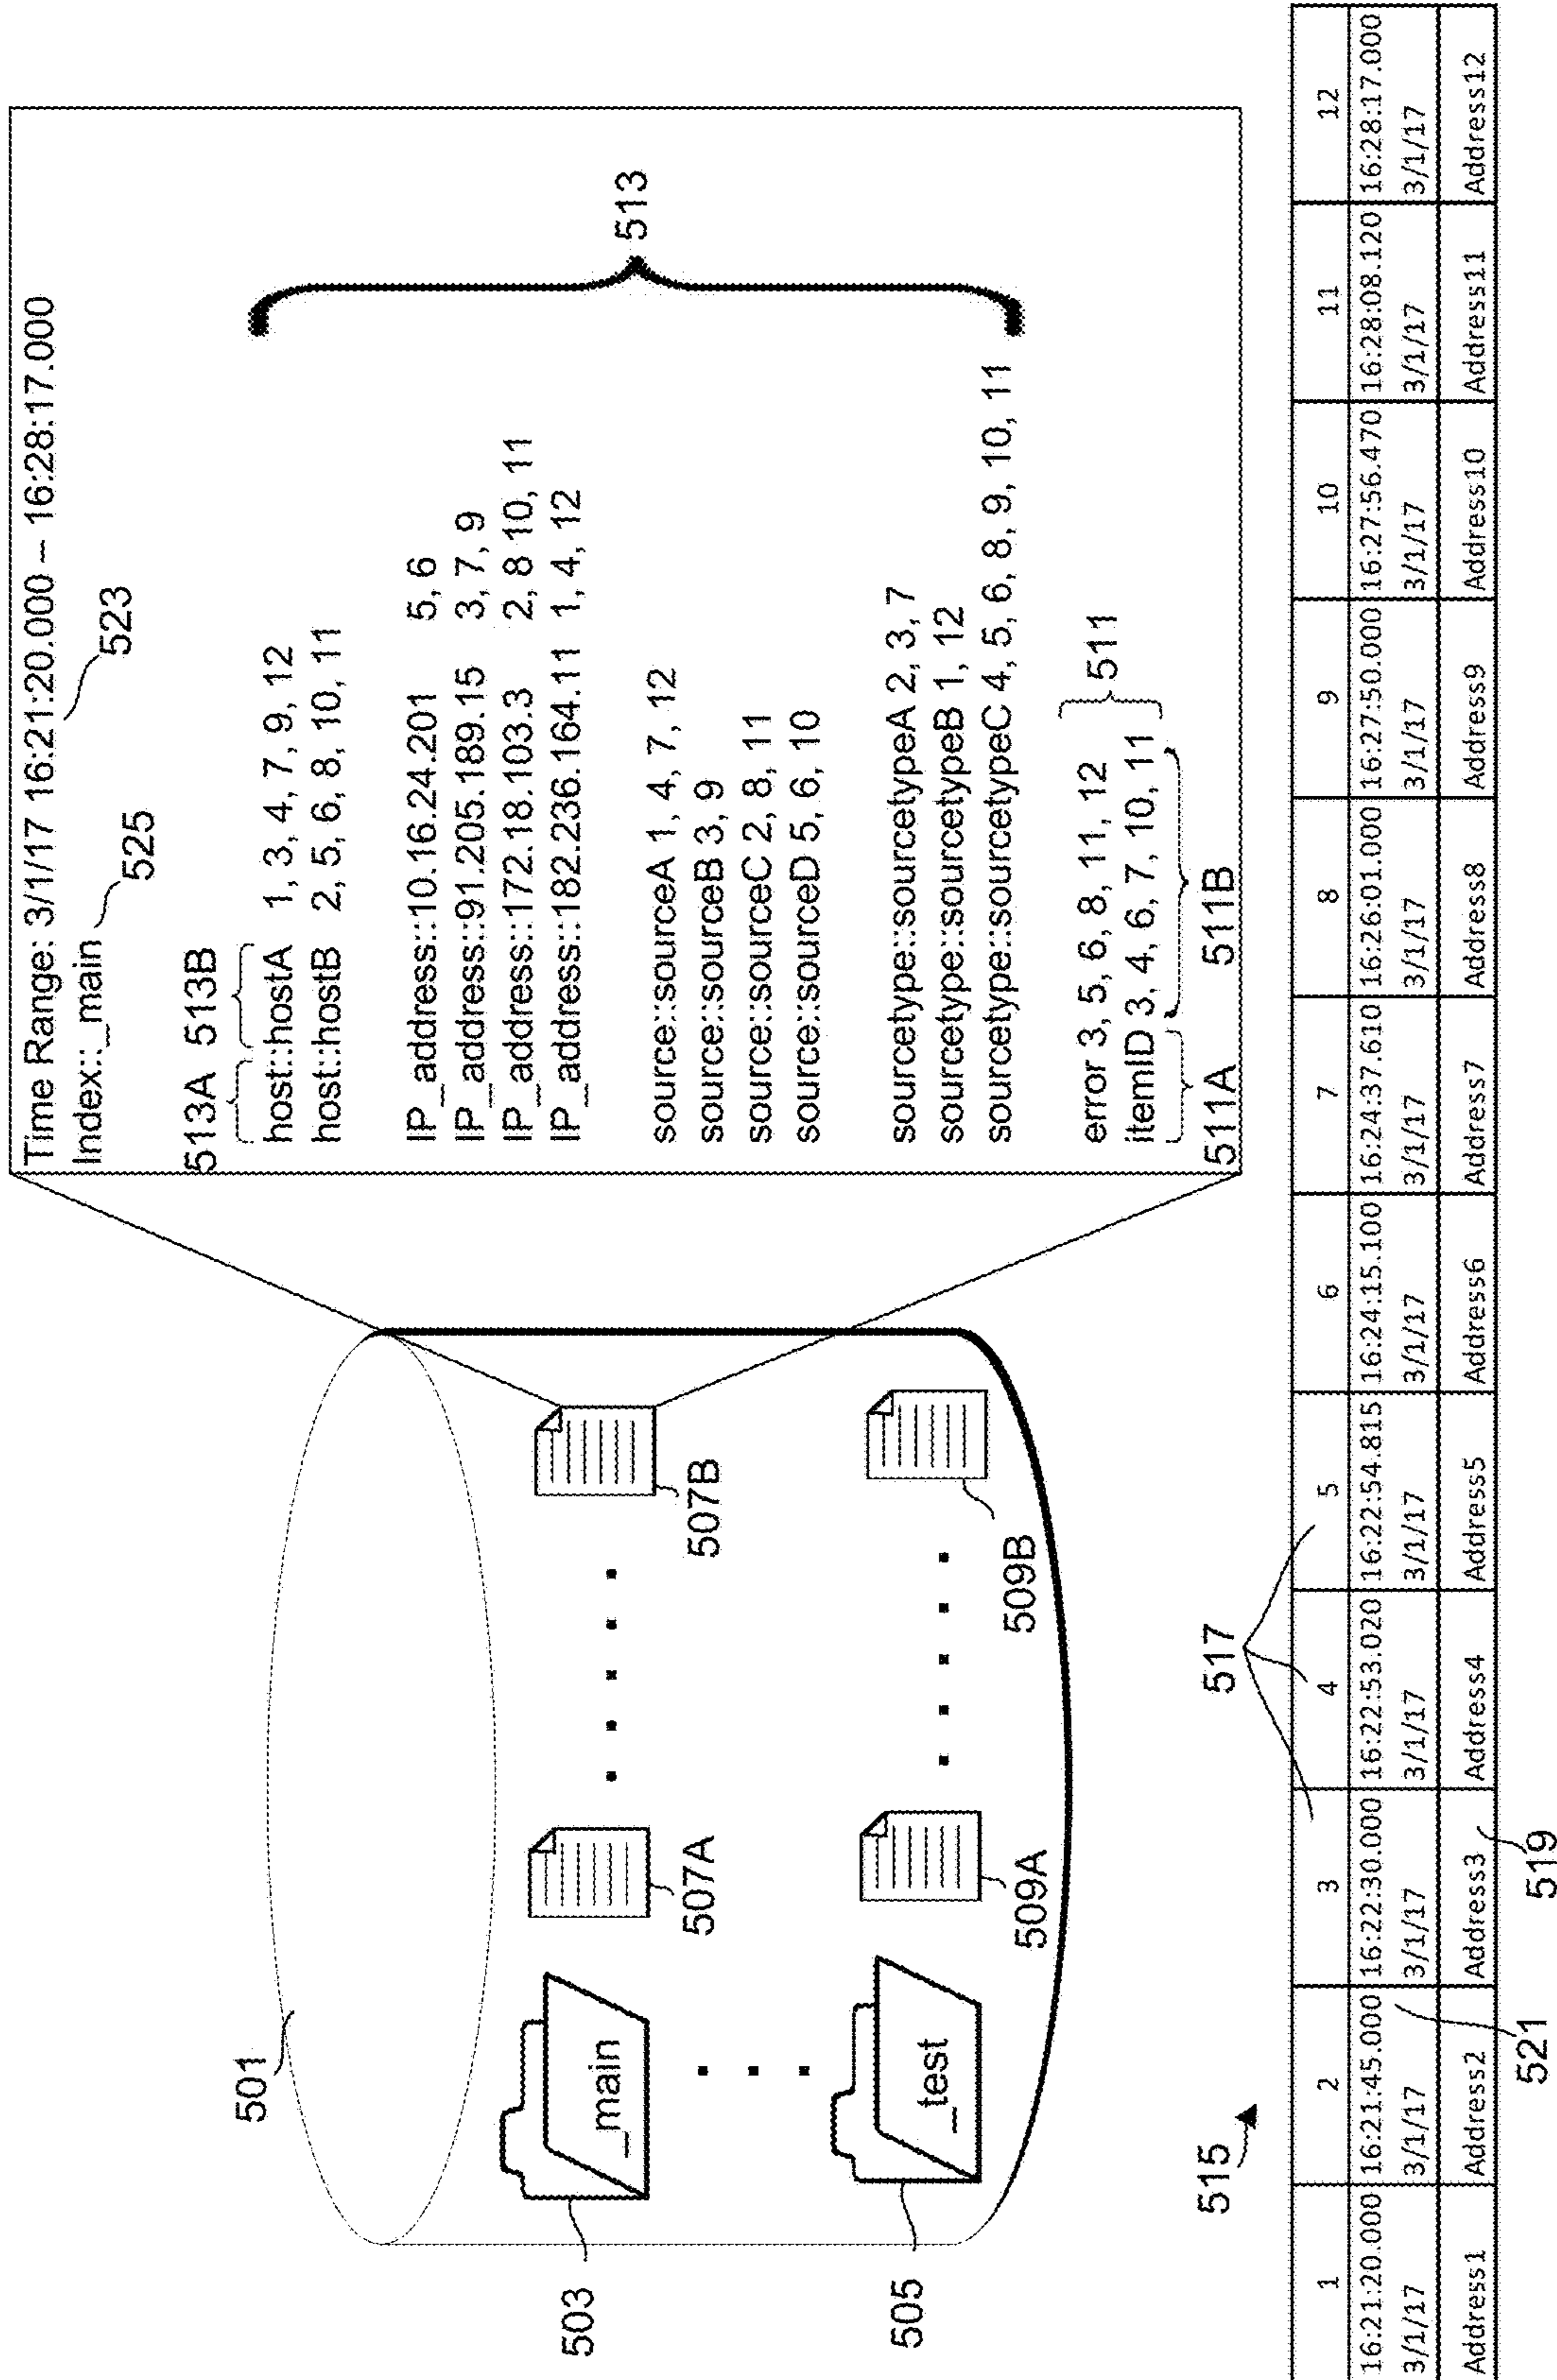 501
503
_main
507A
507B
505
_test
509A
509B
Time Range: 3/1/17 16:21:20.000 – 16:28:17.000
523
Index::_main
525
513A 513B
host::hostA 1, 3, 4, 7, 9, 12
host::hostB 2, 5, 6, 8, 10, 11
IP_address::10.16.24.201 5, 6
IP_address::91.205.189.15 3, 7, 9
IP_address::172.18.103.3 2, 8 10, 11
IP_address::182.236.164.11 1, 4, 12
513
source::sourceA 1, 4, 7, 12
source::sourceB 3, 9
source::sourceC 2, 8, 11
source::sourceD 5, 6, 10
sourcetype::sourcetypeA 2, 3, 7
sourcetype::sourcetypeB 1, 12
sourcetype::sourcetypeC 4, 5, 6, 8, 9, 10, 11
error 3, 5, 6, 8, 11, 12
itemID 3, 4, 6, 7, 10, 11
511
511A 511B
515
517
1 2 3 4 5 6 7 8 9 10 11 12
16:21:20.000 16:21:45.000 16:22:30.000 16:22:53.020 16:22:54.815 16:24:15.100 16:24:37.610 16:26:01.000 16:27:50.000 16:27:56.470 16:28:08.120 16:28:17.000
3/1/17 3/1/17 3/1/17 3/1/17 3/1/17 3/1/17 3/1/17 3/1/17 3/1/17 3/1/17 3/1/17 3/1/17
Address1 Address2 Address3 Address4 Address5 Address6 Address7 Address8 Address9 Address10 Address11 Address12
521
519